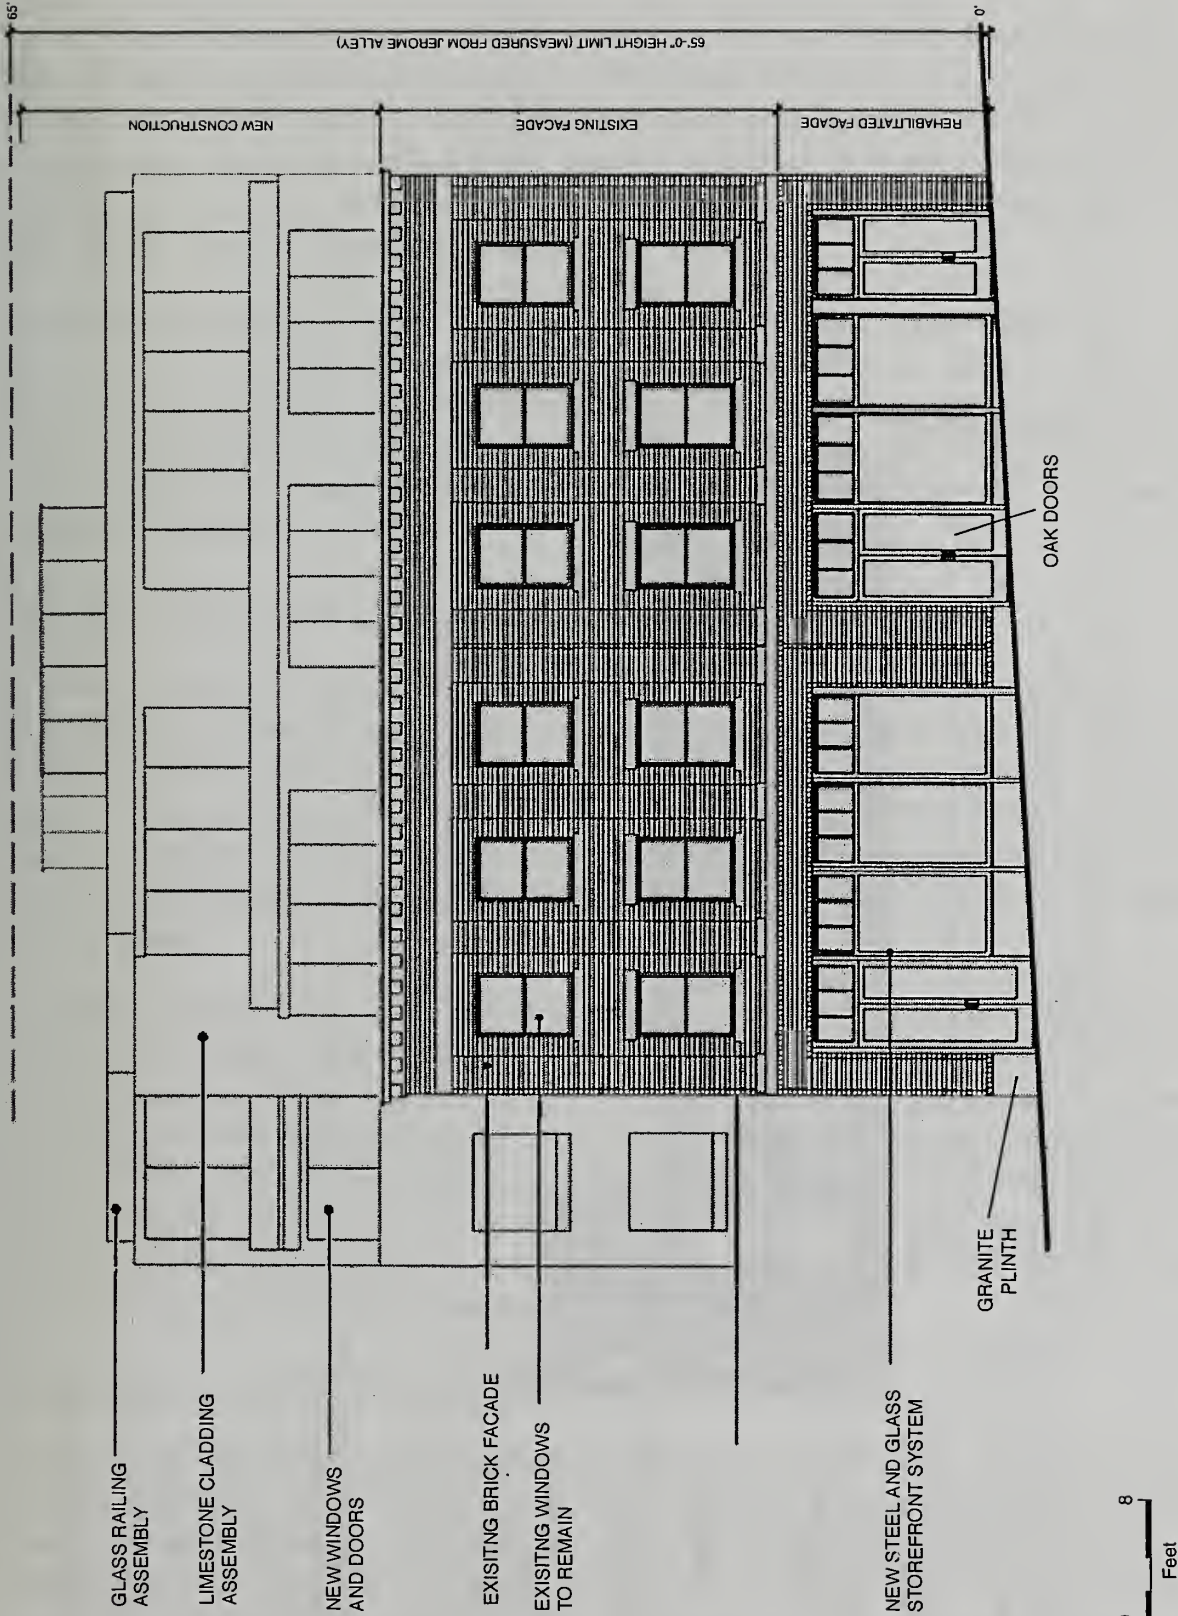 65'
0'
65'-0" HEIGHT LIMIT (MEASURED FROM JEROME ALLEY)
NEW CONSTRUCTION
EXISTING FACADE
REHABILITATED FACADE
GLASS RAILING
ASSEMBLY
LIMESTONE CLADDING
ASSEMBLY
NEW WINDOWS
AND DOORS
EXISITNG BRICK FACADE
EXISITNG WINDOWS
TO REMAIN
NEW STEEL AND GLASS
STOREFRONT SYSTEM
GRANITE
PLINTH
OAK DOORS
8
Feet